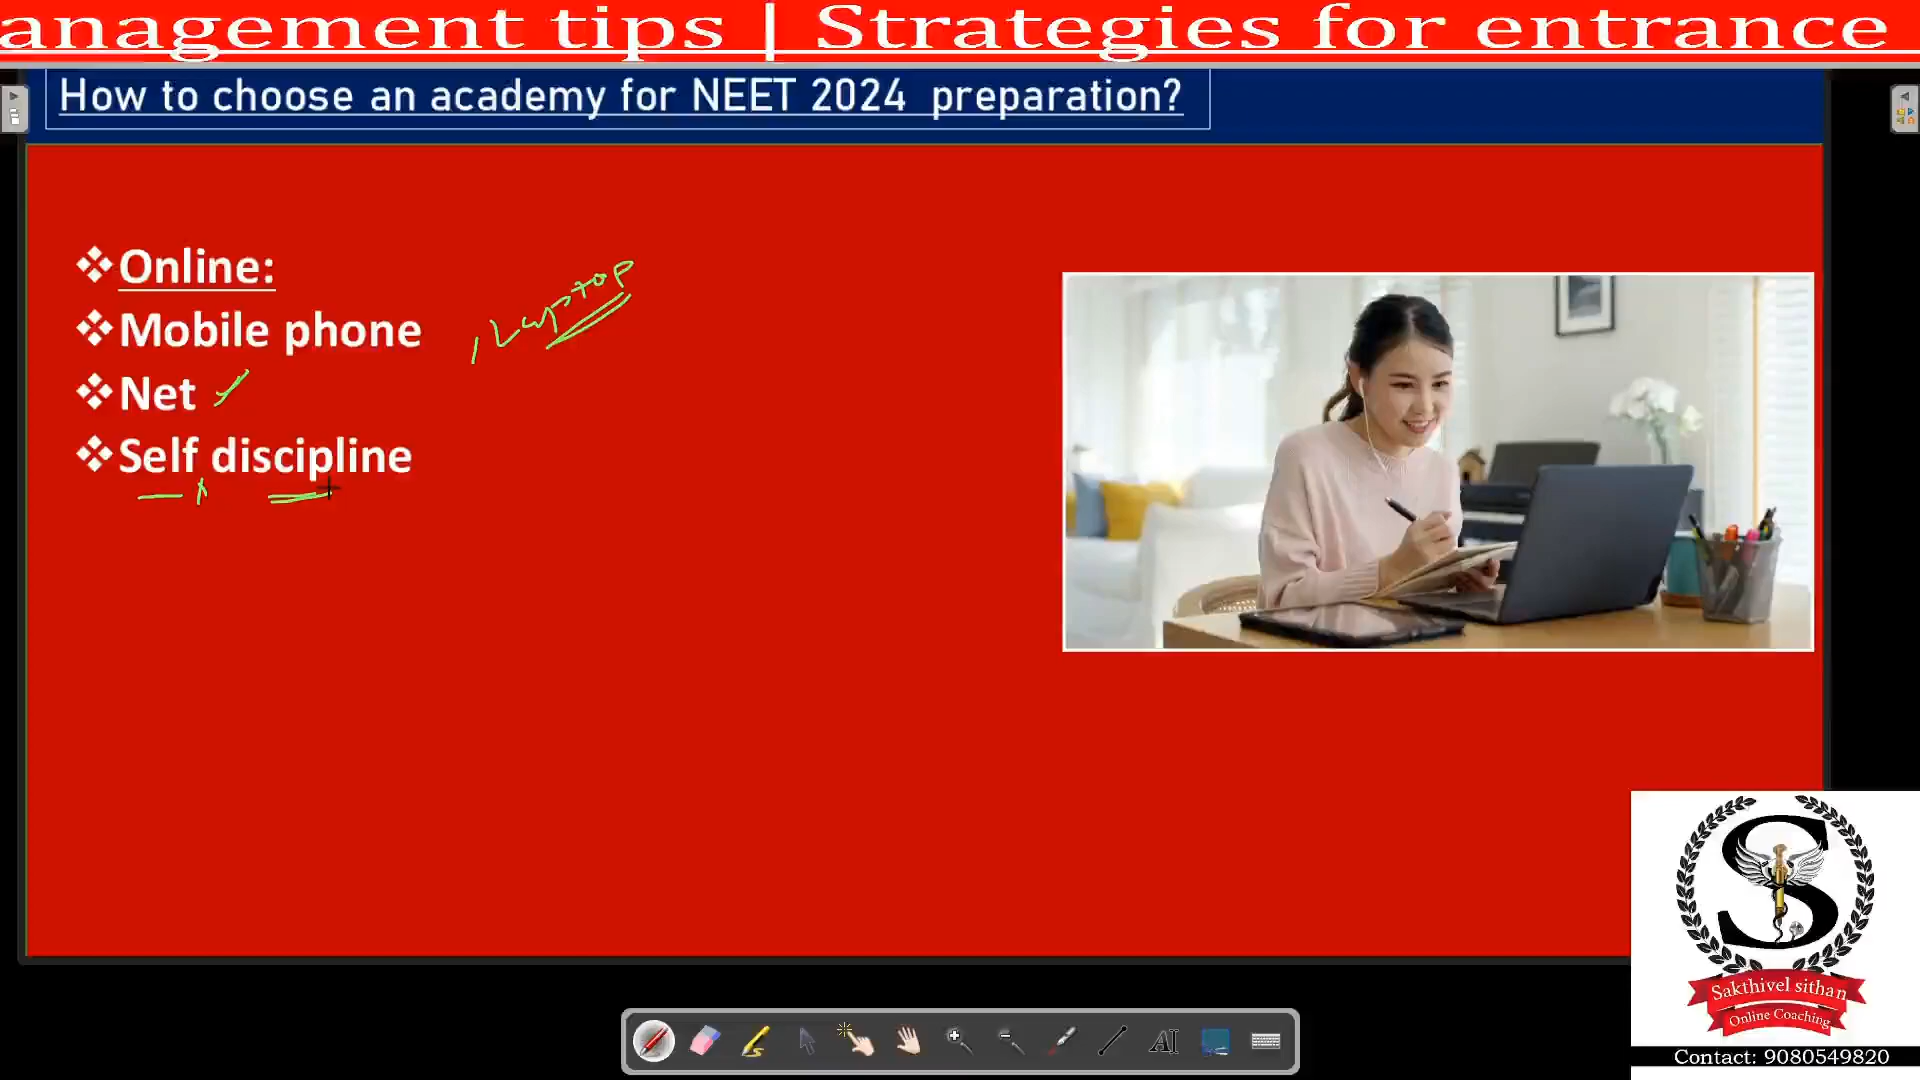 anagement tips | Strategies for entrance
How to choose an academy for NEET 2024 preparation?
❖Online:
❖Mobile phone , Laptop
❖Net
❖Self discipline
S
Sakthivel sithan
Online Coaching
Contact: 9080549820
AI